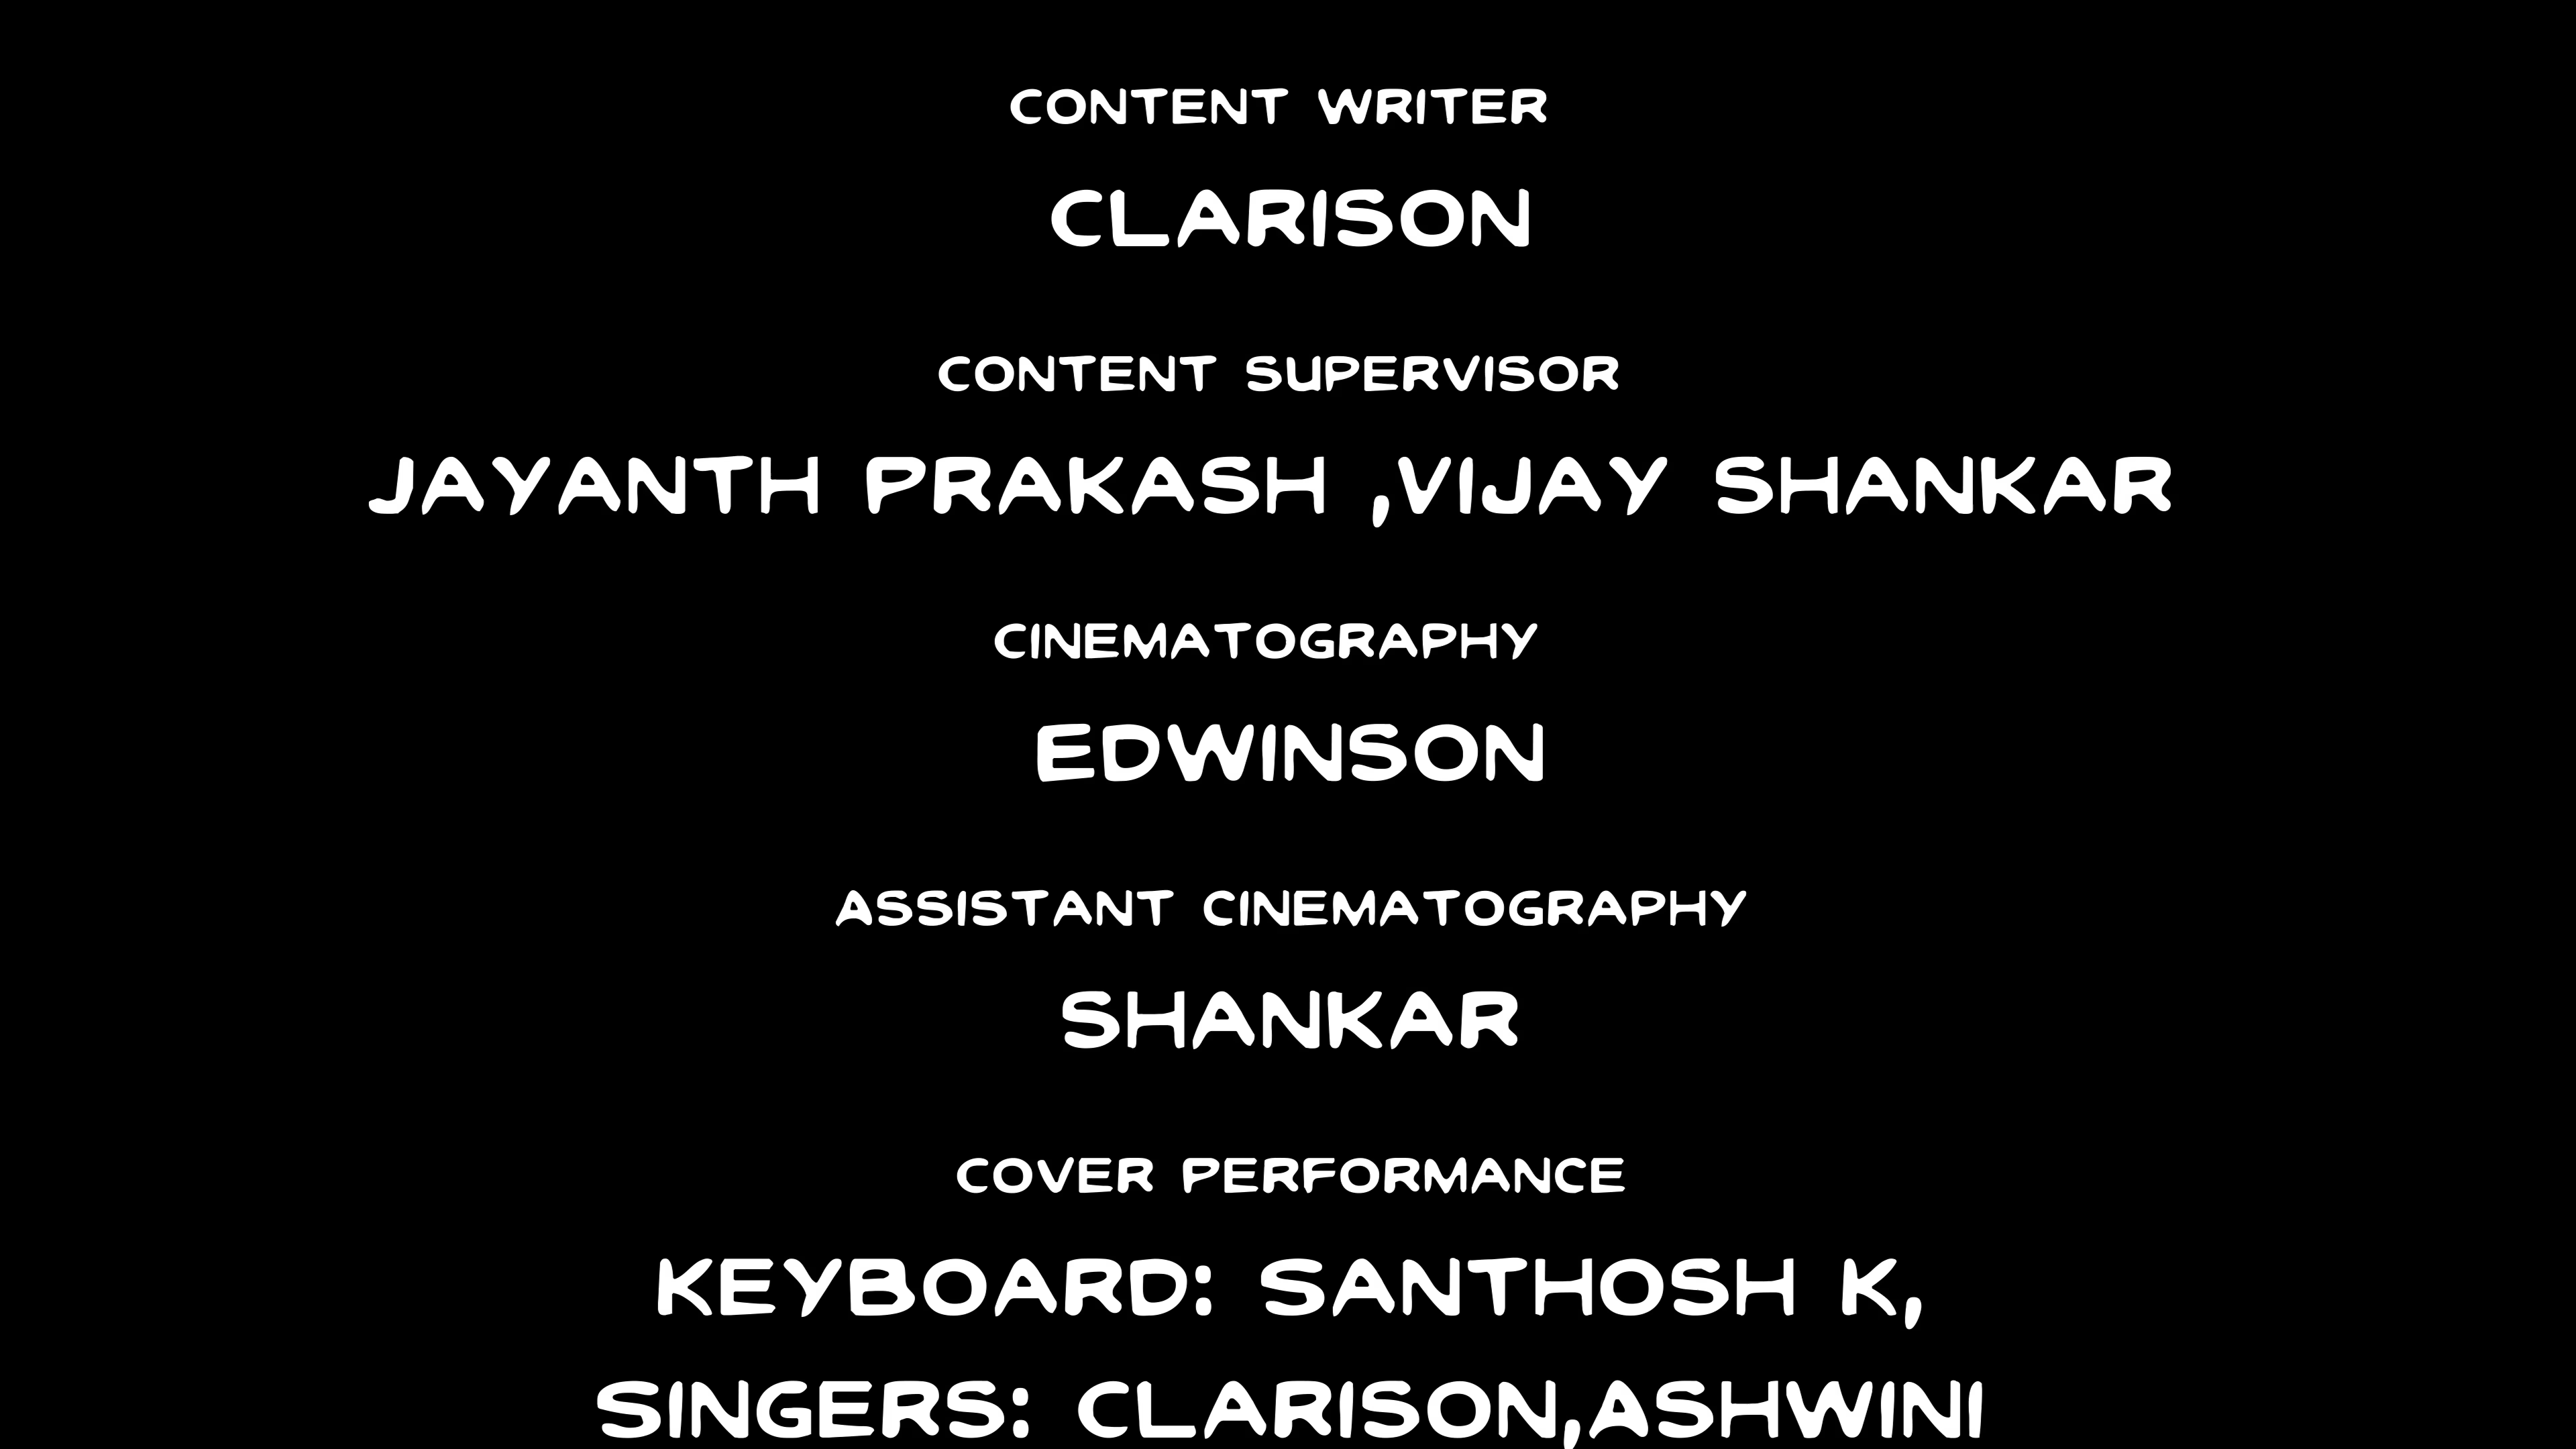 CONTENT WRITER
CLARISON
CONTENT SUPERVISOR
JAYANTH PRAKASH ,VIJAY SHANKAR
CINEMATOGRAPHY
EDWINSON
ASSISTANT CINEMATOGRAPHY
SHANKAR
COVER PERFORMANCE
KEYBOARD: SANTHOSH K,
SINGERS: CLARISON,ASHWINI